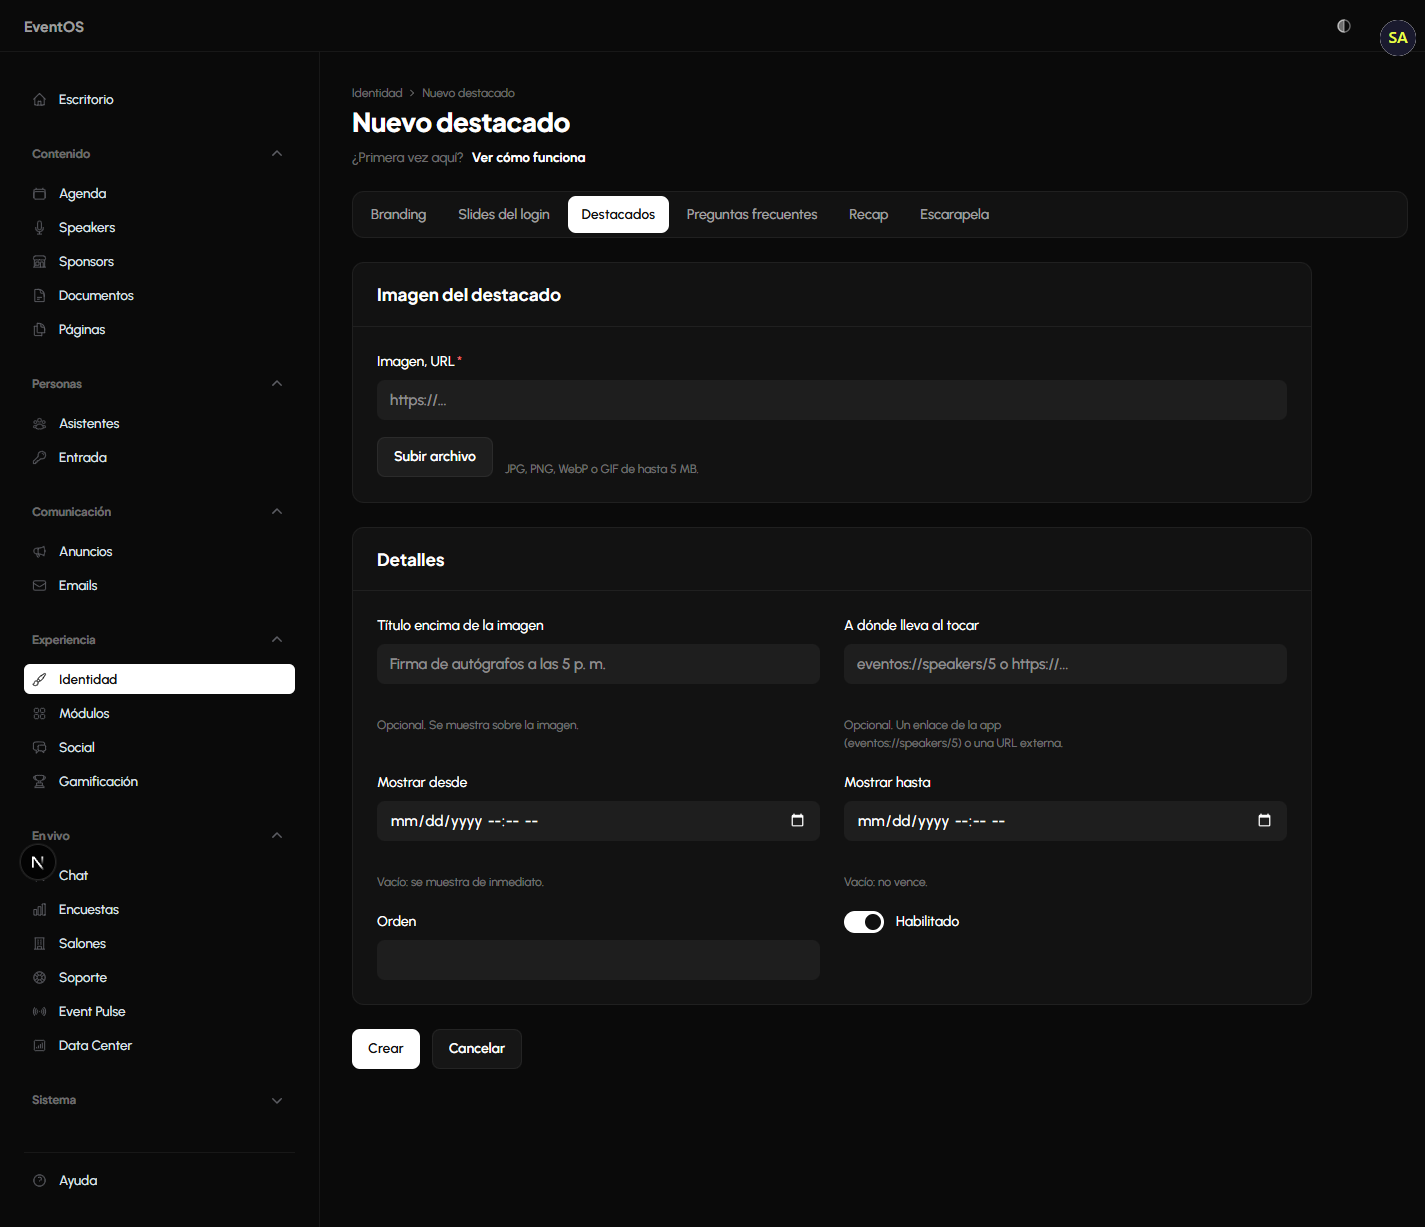 EventOS
SA
Escritorio
Contenido
Agenda
Speakers
Sponsors
Documentos
Páginas
Personas
Asistentes
Entrada
Comunicación
Anuncios
Emails
Experiencia
Identidad
Módulos
Social
Gamificación
En vivo
N
Chat
Encuestas
Salones
Soporte
Event Pulse
Data Center
Sistema
Ayuda
Identidad > Nuevo destacado
Nuevo destacado
¿Primera vez aquí? Ver cómo funciona
Branding Slides del login Destacados Preguntas frecuentes Recap Escarapela
Imagen del destacado
Imagen, URL *
https://...
Subir archivo JPG, PNG, WebP o GIF de hasta 5 MB.
Detalles
Título encima de la imagen
Firma de autógrafos a las 5 p. m.
Opcional. Se muestra sobre la imagen.
A dónde lleva al tocar
eventos://speakers/5 o https://...
Opcional. Un enlace de la app
(eventos://speakers/5) o una URL externa.
Mostrar desde
mm/dd/yyyy --:-- --
Vacío: se muestra de inmediato.
Mostrar hasta
mm/dd/yyyy --:-- --
Vacío: no vence.
Orden
Habilitado
Crear Cancelar